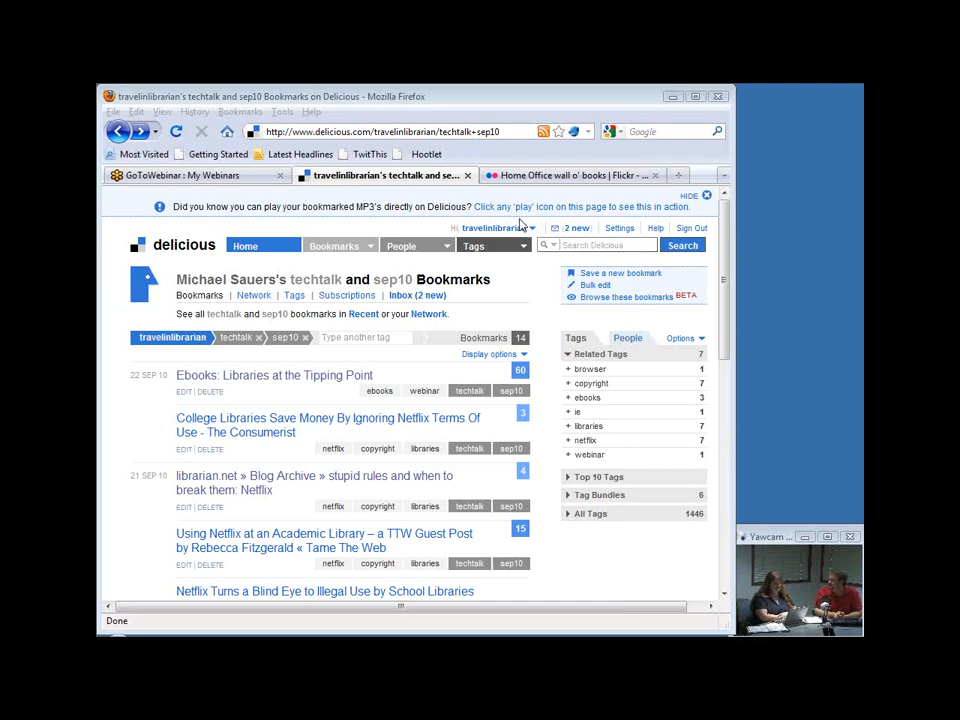 travelinlibrarian's techtalk and sep10 Bookmarks on Delicious - Mozilla Firefox
File Edit View History Bookmarks Tools Help
http://www.delicious.com/travelinlibrarian/techtalk+sep10 Google
Most Visited Getting Started Latest Headlines TwitThis Hootlet
GoToWebinar : My Webinars travelinlibrarian's techtalk and se... Home Office wall o' books | Flickr - ...
HIDE
Did you know you can play your bookmarked MP3's directly on Delicious? Click any 'play' icon on this page to see this in action.
Hi, travelinlibrarian (2 new) Settings Help Sign Out
delicious Home Bookmarks People Tags Search Delicious Search
Michael Sauers's techtalk and sep10 Bookmarks
Bookmarks | Network | Tags | Subscriptions | Inbox (2 new)
See all techtalk and sep10 bookmarks in Recent or your Network.
Save a new bookmark
Bulk edit
Browse these bookmarks BETA
travelinlibrarian techtalk × sep10 × Type another tag Bookmarks 14
Display options
22 SEP 10 Ebooks: Libraries at the Tipping Point 60
EDIT | DELETE ebooks webinar techtalk sep10
College Libraries Save Money By Ignoring Netflix Terms Of 3
Use - The Consumerist
EDIT | DELETE netflix copyright libraries techtalk sep10
21 SEP 10 librarian.net » Blog Archive » stupid rules and when to 4
break them: Netflix
EDIT | DELETE netflix copyright libraries techtalk sep10
Using Netflix at an Academic Library – a TTW Guest Post 15
by Rebecca Fitzgerald « Tame The Web
EDIT | DELETE netflix copyright libraries techtalk sep10
Netflix Turns a Blind Eye to Illegal Use by School Libraries
Tags People Options
Related Tags 7
+ browser 1
+ copyright 7
+ ebooks 3
+ ie 1
+ libraries 7
+ netflix 7
+ webinar 1
Top 10 Tags
Tag Bundles 6
All Tags 1446
Yawcam ...
Done